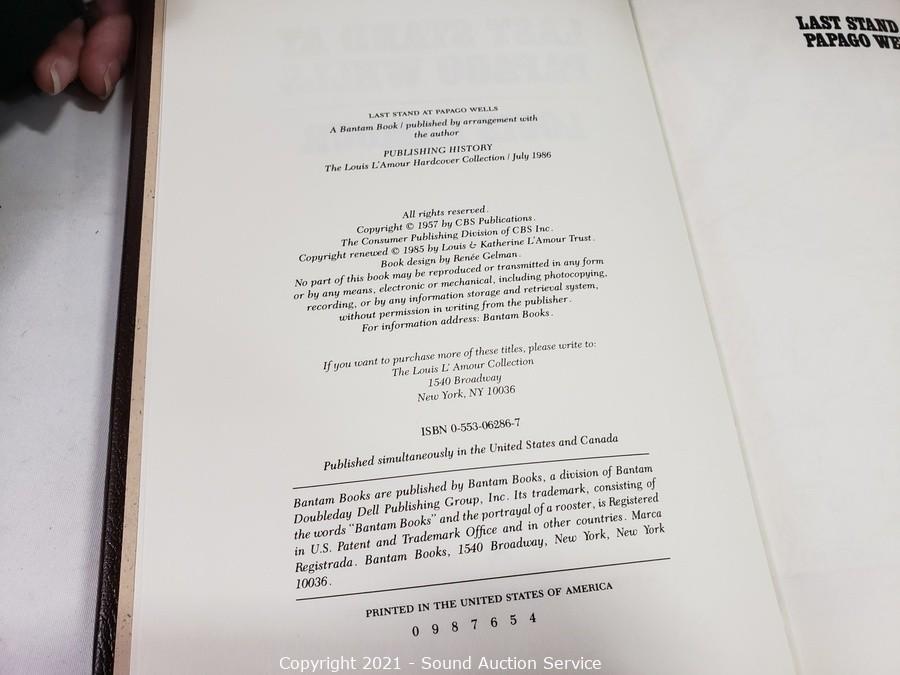 LAST STAND AT PAPAGO WELLS
A Bantam Book / published by arrangement with
the author
PUBLISHING HISTORY
The Louis L'Amour Hardcover Collection / July 1986
All rights reserved.
Copyright © 1957 by CBS Publications.
The Consumer Publishing Division of CBS Inc.
Copyright renewed © 1985 by Louis & Katherine L'Amour Trust.
Book design by Renée Gelman.
No part of this book may be reproduced or transmitted in any form
or by any means, electronic or mechanical, including photocopying,
recording, or by any information storage and retrieval system,
without permission in writing from the publisher.
For information address: Bantam Books.
If you want to purchase more of these titles, please write to:
The Louis L' Amour Collection
1540 Broadway
New York, NY 10036
ISBN 0-553-06286-7
Published simultaneously in the United States and Canada
Bantam Books are published by Bantam Books, a division of Bantam
Doubleday Dell Publishing Group, Inc. Its trademark, consisting of
the words "Bantam Books" and the portrayal of a rooster, is Registered
in U.S. Patent and Trademark Office and in other countries. Marca
Registrada. Bantam Books, 1540 Broadway, New York, New York
10036.
PRINTED IN THE UNITED STATES OF AMERICA
0 9 8 7 6 5 4
LAST STAND
PAPAGO WE
Copyright 2021 - Sound Auction Service